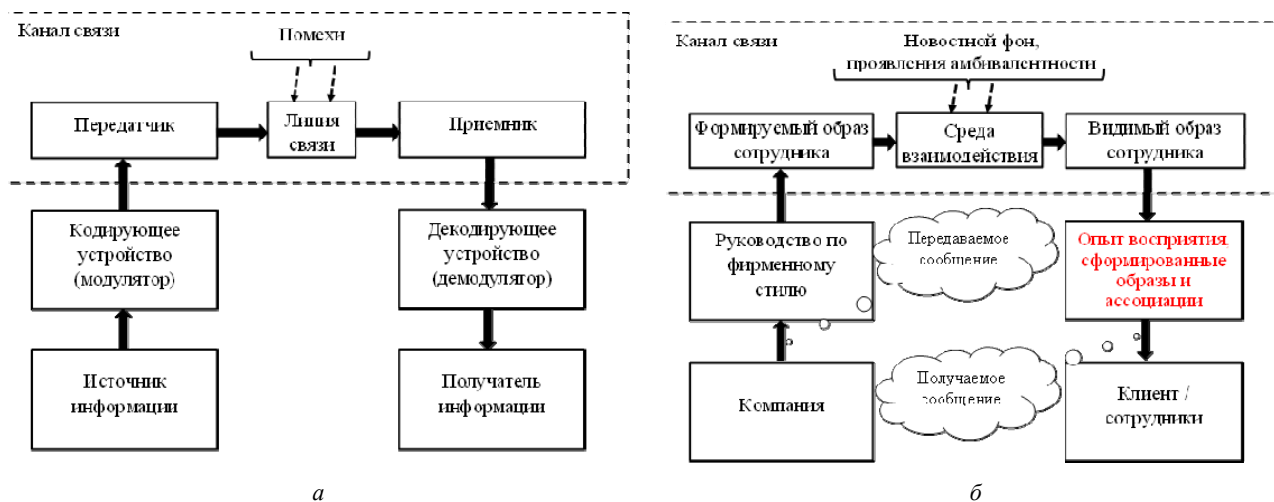 Канал связи
Помехи
Передатчик
Линия
связи
Приемник
Кодирующее
устройство
(модулятор)
Декодирующее
устройство
(демодулятор)
Источник
информации
Получатель
информации
а
Канал связи
Новостной фон,
проявления амбивалентности
Формируемый образ
сотрудника
Среда
взаимодействия
Видимый образ
сотрудника
Руководство по
фирменному
стилю
Передаваемое
сообщение
Опыт восприятия,
сформированные
образы и
ассоциации
Компания
Получаемое
сообщение
Клиент /
сотрудники
б